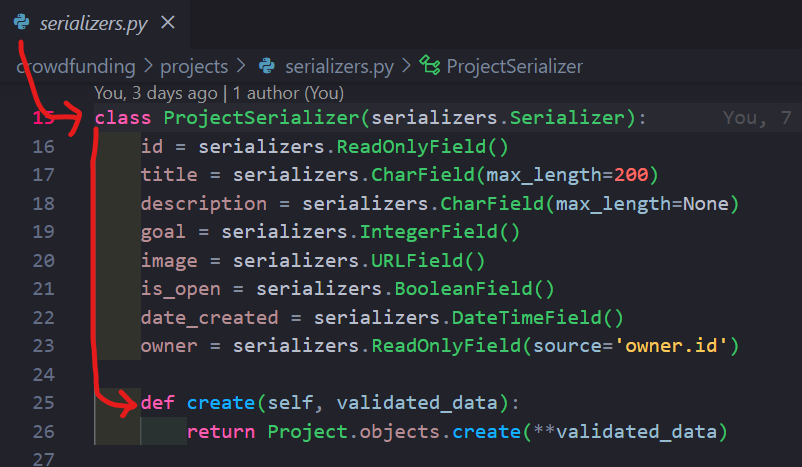 serializers.py
crowdfunding > projects > serializers.py > ProjectSerializer
You, 3 days ago | 1 author (You)
15 class ProjectSerializer(serializers.Serializer): You, 7
16 id = serializers.ReadOnlyField()
17 title = serializers.CharField(max_length=200)
18 description = serializers.CharField(max_length=None)
19 goal = serializers.IntegerField()
20 image = serializers.URLField()
21 is_open = serializers.BooleanField()
22 date_created = serializers.DateTimeField()
23 owner = serializers.ReadOnlyField(source='owner.id')
24
25 def create(self, validated_data):
26 return Project.objects.create(**validated_data)
27